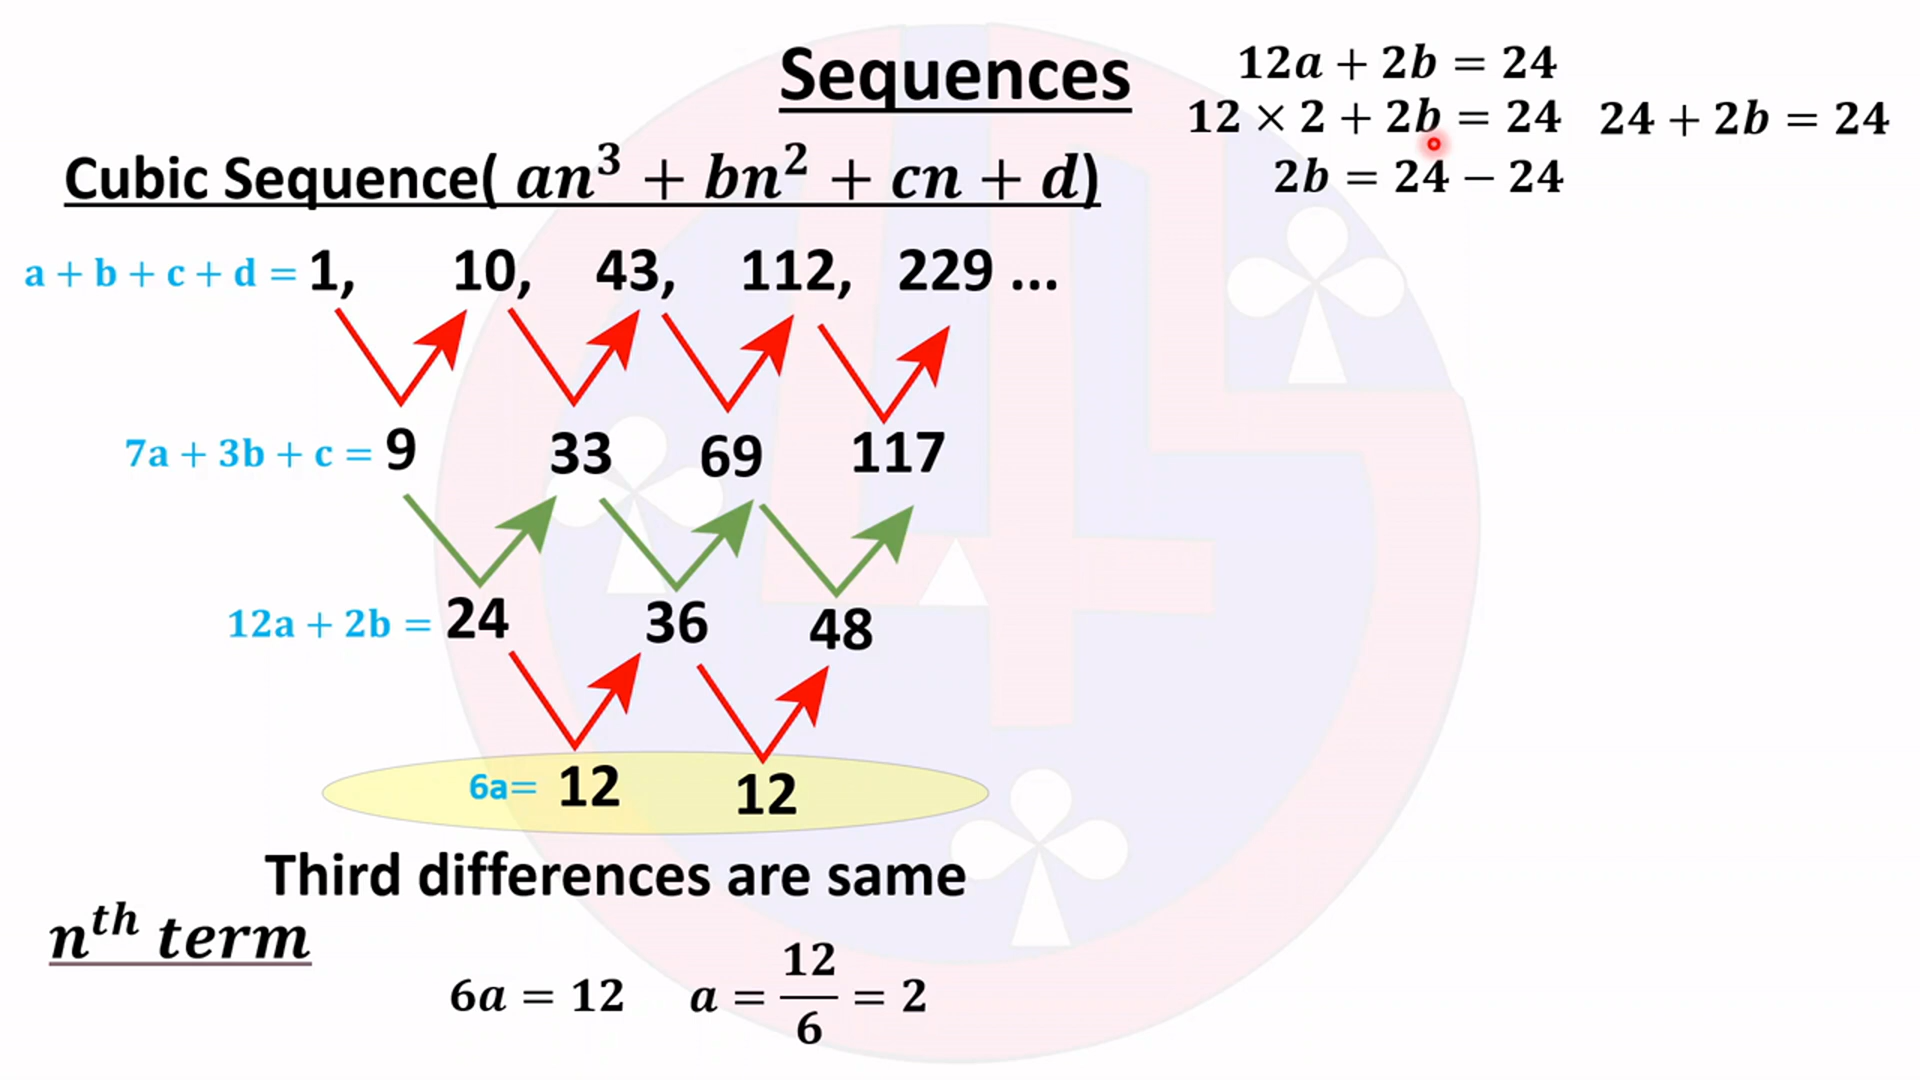 Sequences
12a + 2b = 24
12 × 2 + 2b = 24 24 + 2b = 24
2b = 24 − 24
Cubic Sequence( an³ + bn² + cn + d)
a + b + c + d = 1, 10, 43, 112, 229 ...
7a + 3b + c = 9 33 69 117
12a + 2b = 24 36 48
6a= 12 12
Third differences are same
nᵗʰ term
6a = 12 a = 12/6 = 2